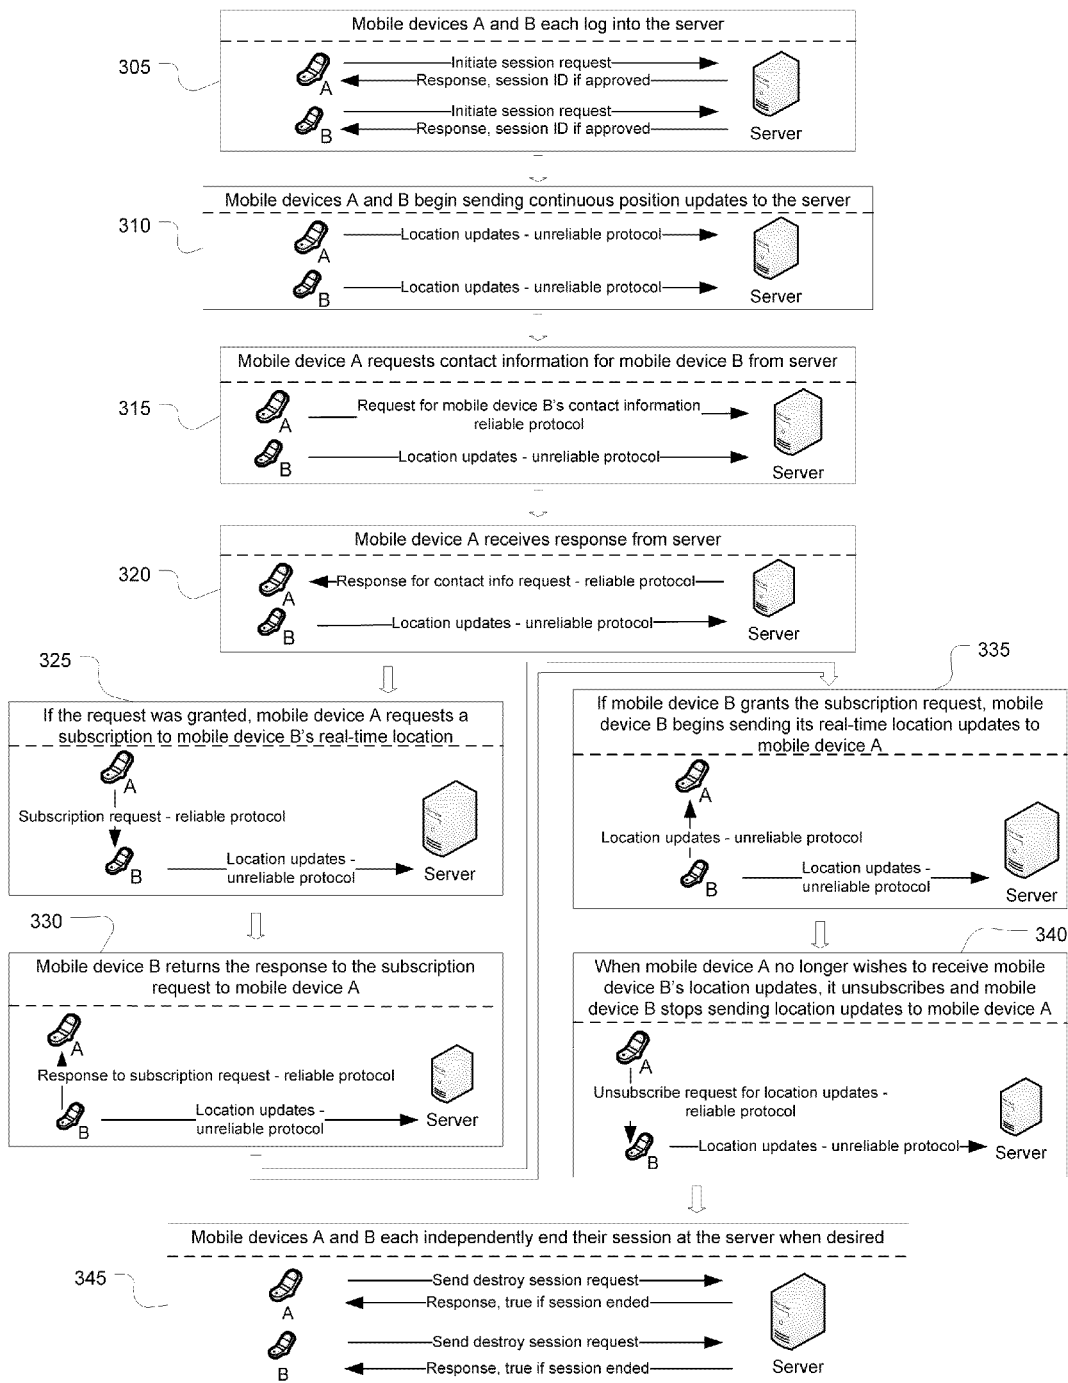 Mobile devices A and B each log into the server
305
Initiate session request
Response, session ID if approved
A
Initiate session request
Response, session ID if approved
B
Server
Mobile devices A and B begin sending continuous position updates to the server
310
Location updates - unreliable protocol
A
Location updates - unreliable protocol
B
Server
Mobile device A requests contact information for mobile device B from server
315
Request for mobile device B's contact information
reliable protocol
A
Location updates - unreliable protocol
B
Server
Mobile device A receives response from server
320
Response for contact info request - reliable protocol
A
Location updates - unreliable protocol
B
Server
325
If the request was granted, mobile device A requests a
subscription to mobile device B's real-time location
A
Subscription request - reliable protocol
B
Location updates -
unreliable protocol
Server
330
Mobile device B returns the response to the subscription
request to mobile device A
A
Response to subscription request - reliable protocol
B
Location updates -
unreliable protocol
Server
335
If mobile device B grants the subscription request, mobile
device B begins sending its real-time location updates to
mobile device A
A
Location updates - unreliable protocol
B
Location updates -
unreliable protocol
Server
340
When mobile device A no longer wishes to receive mobile
device B's location updates, it unsubscribes and mobile
device B stops sending location updates to mobile device A
A
Unsubscribe request for location updates -
reliable protocol
B
Location updates - unreliable protocol
Server
Mobile devices A and B each independently end their session at the server when desired
345
Send destroy session request
Response, true if session ended
A
Send destroy session request
Response, true if session ended
B
Server